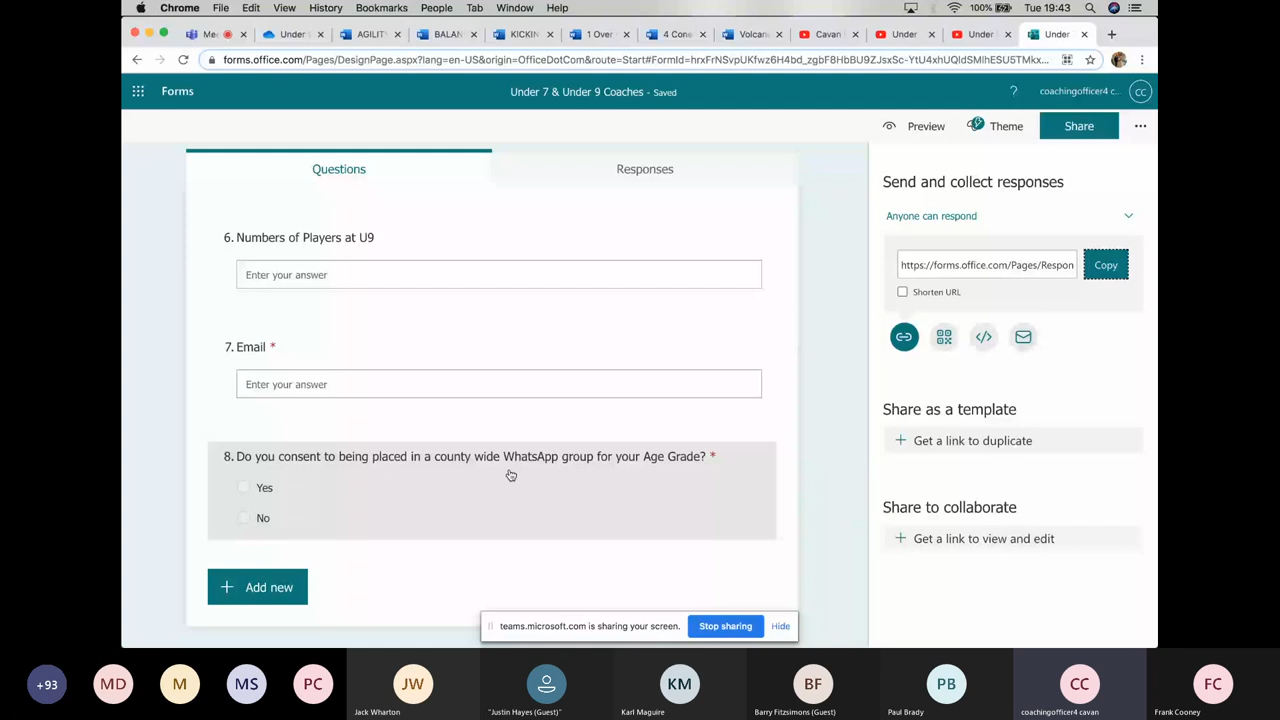 Chrome File Edit View History Bookmarks People Tab Window Help 100% Tue 19:43
Mee Under AGILIT BALAN KICKIN 1 Over 4 Cone Volcan Cavan Under Under Under
forms.office.com/Pages/DesignPage.aspx?lang=en-US&origin=OfficeDotCom&route=Start#FormId=
Forms Under 7 & Under 9 Coaches - Saved ? coachingofficer4 c... CC
Preview Theme Share ...
Questions Responses
6. Numbers of Players at U9
Enter your answer
7. Email *
Enter your answer
8. Do you consent to being placed in a county wide WhatsApp group for your Age Grade? *
Yes
No
+ Add new
Send and collect responses
Anyone can respond
https://forms.office.com/Pages/Respon Copy
Shorten URL
Share as a template
+ Get a link to duplicate
Share to collaborate
+ Get a link to view and edit
teams.microsoft.com is sharing your screen. Stop sharing Hide
+93 MD M MS PC JW KM BF PB CC FC
Jack Wharton "Justin Hayes (Guest)" Karl Maguire Barry Fitzsimons (Guest) Paul Brady coachingofficer4 cavan Frank Cooney